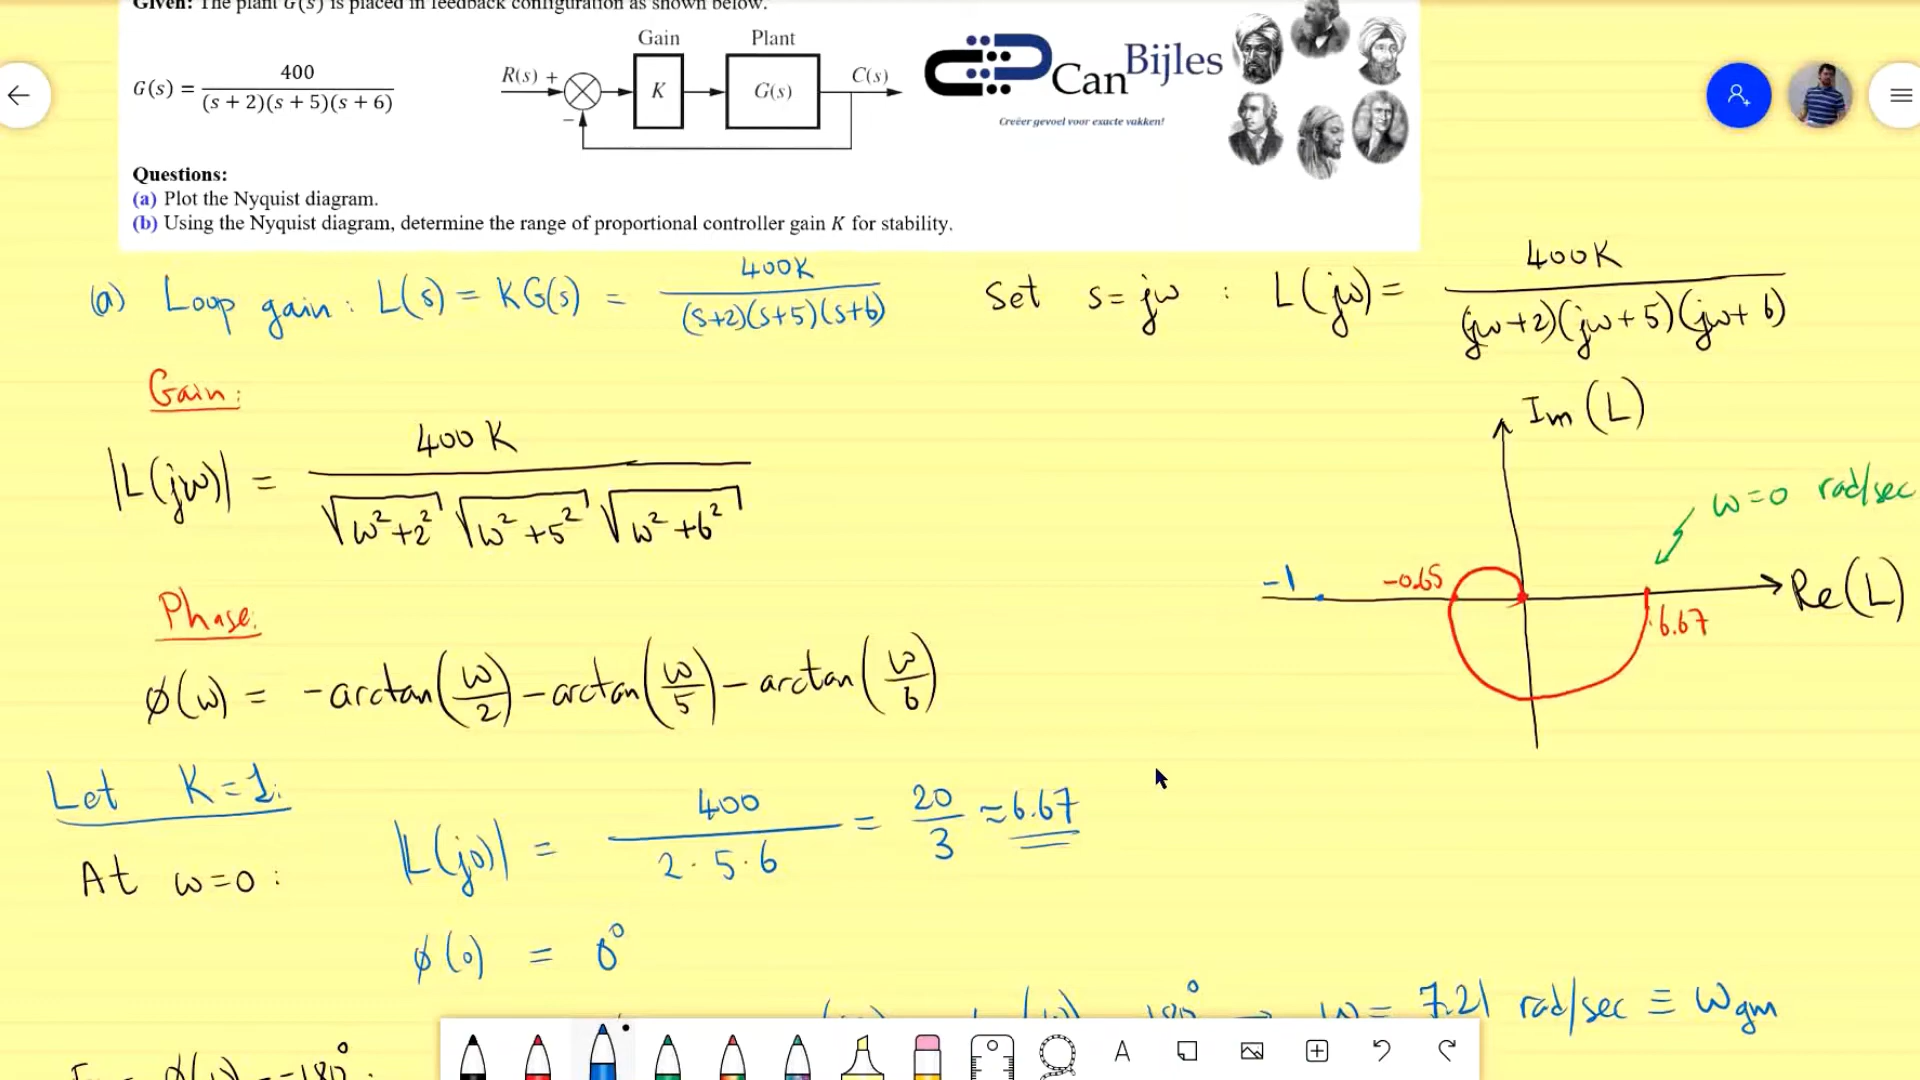 Given: The plant G(s) is placed in feedback configuration as shown below.
Gain
Plant
G(s) = 400 / (s + 2)(s + 5)(s + 6)
R(s) +
−
K
G(s)
C(s)
Can Bijles
Creëer gevoel voor exacte vakken!
Questions:
(a) Plot the Nyquist diagram.
(b) Using the Nyquist diagram, determine the range of proportional controller gain K for stability.
(a) Loop gain: L(s) = KG(s) = 400K / (s+2)(s+5)(s+6)
Set s=jω : L(jω) = 400K / (jω+2)(jω+5)(jω+6)
Gain:
|L(jω)| = 400K / √ω²+2² √ω²+5² √ω²+6²
Im(L)
ω=0 rad/sec
-1
-0.65
6.67
Re(L)
Phase:
φ(ω) = -arctan(ω/2) - arctan(ω/5) - arctan(ω/6)
Let K=1:
At ω=0 :
|L(j0)| = 400 / 2·5·6 = 20/3 ≈ 6.67
φ(0) = 0°
180° → ω = 7.21 rad/sec ≡ ωgm
φ(ω) = -180° :
A